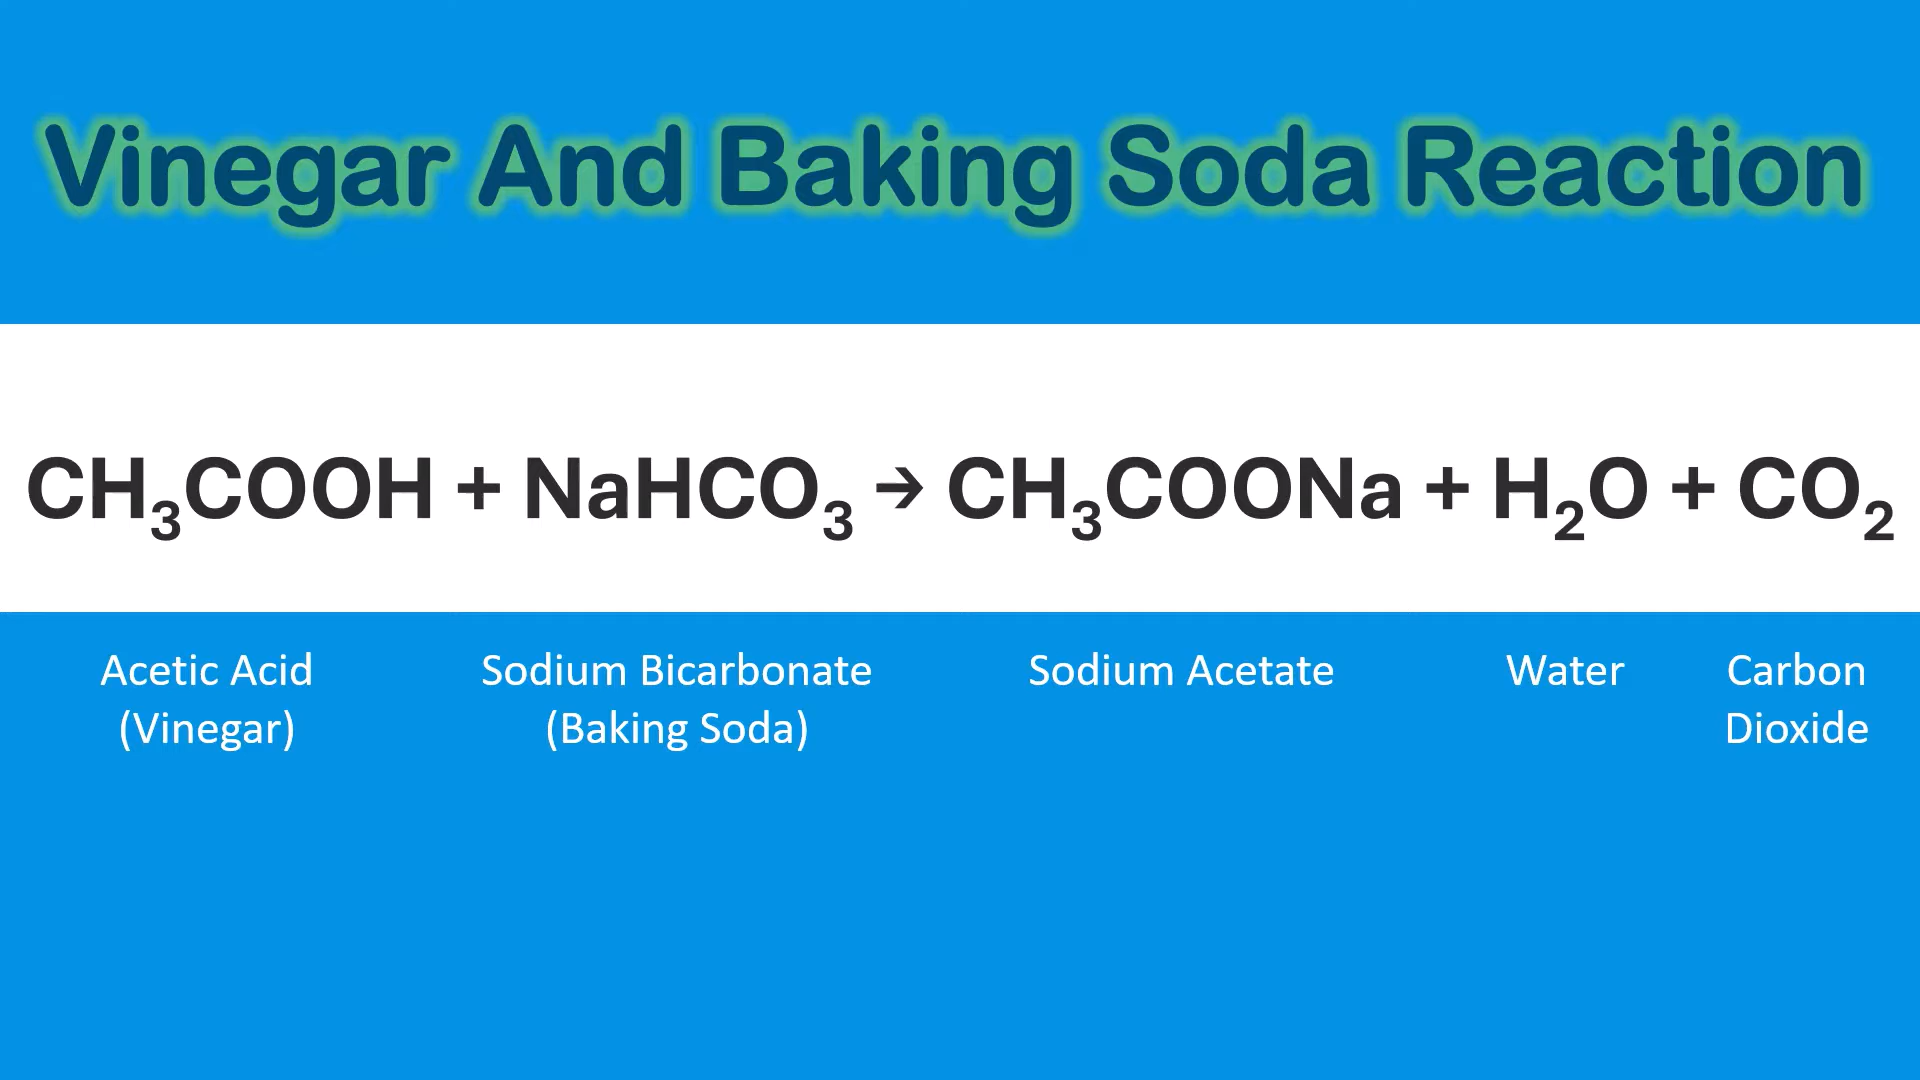 Vinegar And Baking Soda Reaction
CH₃COOH + NaHCO₃ → CH₃COONa + H₂O + CO₂
Acetic Acid
(Vinegar)
Sodium Bicarbonate
(Baking Soda)
Sodium Acetate
Water
Carbon
Dioxide